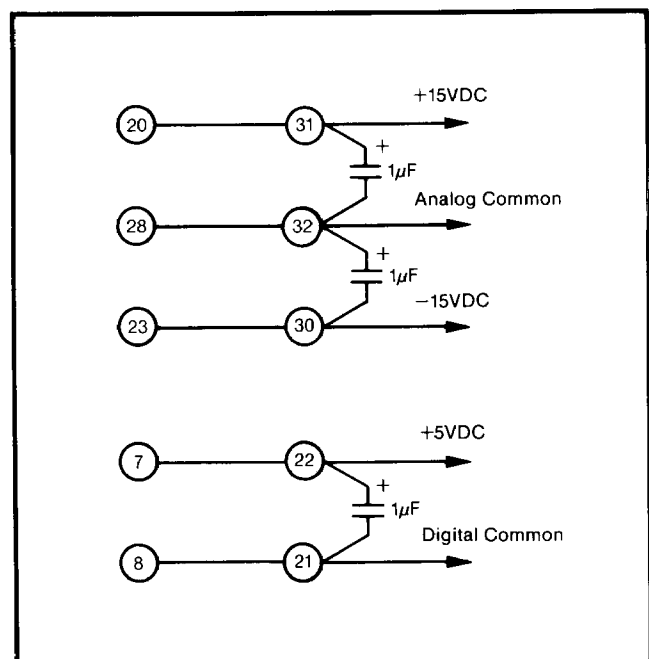 +15VDC
20 31
+
1µF
Analog Common
28 32
+
1µF
−15VDC
23 30
+5VDC
7 22
+
1µF
Digital Common
8 21